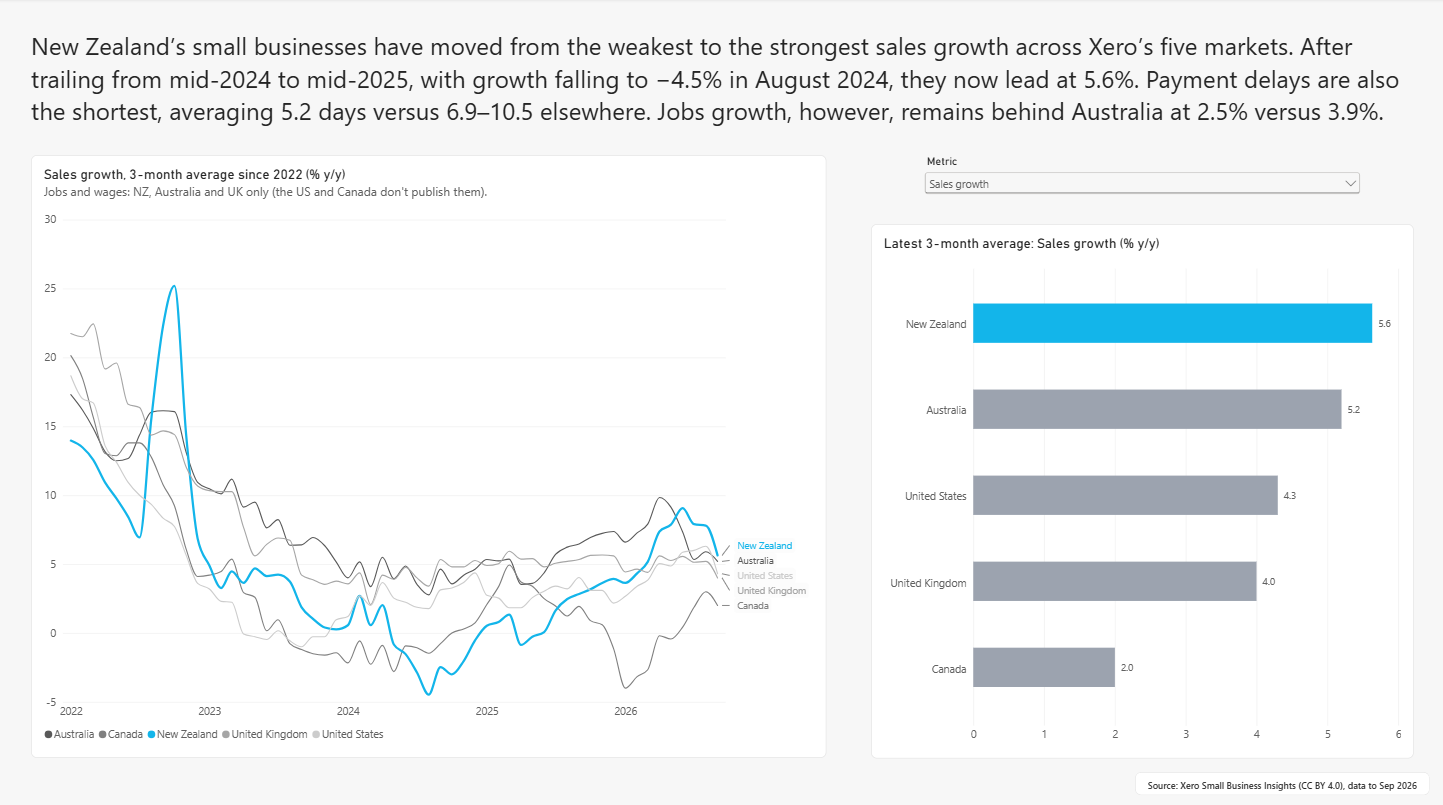 New Zealand’s small businesses have moved from the weakest to the strongest sales growth across Xero’s five markets. After
trailing from mid-2024 to mid-2025, with growth falling to −4.5% in August 2024, they now lead at 5.6%. Payment delays are also
the shortest, averaging 5.2 days versus 6.9–10.5 elsewhere. Jobs growth, however, remains behind Australia at 2.5% versus 3.9%.
Sales growth, 3-month average since 2022 (% y/y)
Jobs and wages: NZ, Australia and UK only (the US and Canada don't publish them).
30
25
20
15
10
5
0
-5
2022
2023
2024
2025
2026
New Zealand
Australia
United States
United Kingdom
Canada
Australia
Canada
New Zealand
United Kingdom
United States
Metric
Sales growth
Latest 3-month average: Sales growth (% y/y)
New Zealand
5.6
Australia
5.2
United States
4.3
United Kingdom
4.0
Canada
2.0
0
1
2
3
4
5
6
Source: Xero Small Business Insights (CC BY 4.0), data to Sep 2026